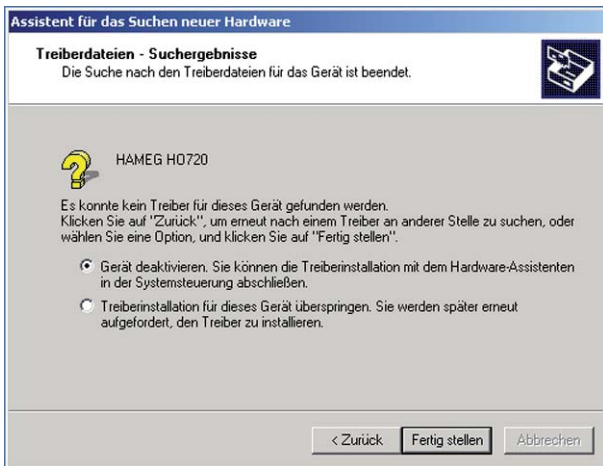 Assistent für das Suchen neuer Hardware
Treiberdateien - Suchergebnisse
Die Suche nach den Treiberdateien für das Gerät ist beendet.
HAMEG HO720
Es konnte kein Treiber für dieses Gerät gefunden werden.
Klicken Sie auf "Zurück", um erneut nach einem Treiber an anderer Stelle zu suchen, oder
wählen Sie eine Option, und klicken Sie auf "Fertig stellen".
Gerät deaktivieren. Sie können die Treiberinstallation mit dem Hardware-Assistenten
in der Systemsteuerung abschließen.
Treiberinstallation für dieses Gerät überspringen. Sie werden später erneut
aufgefordert, den Treiber zu installieren.
< Zurück Fertig stellen Abbrechen